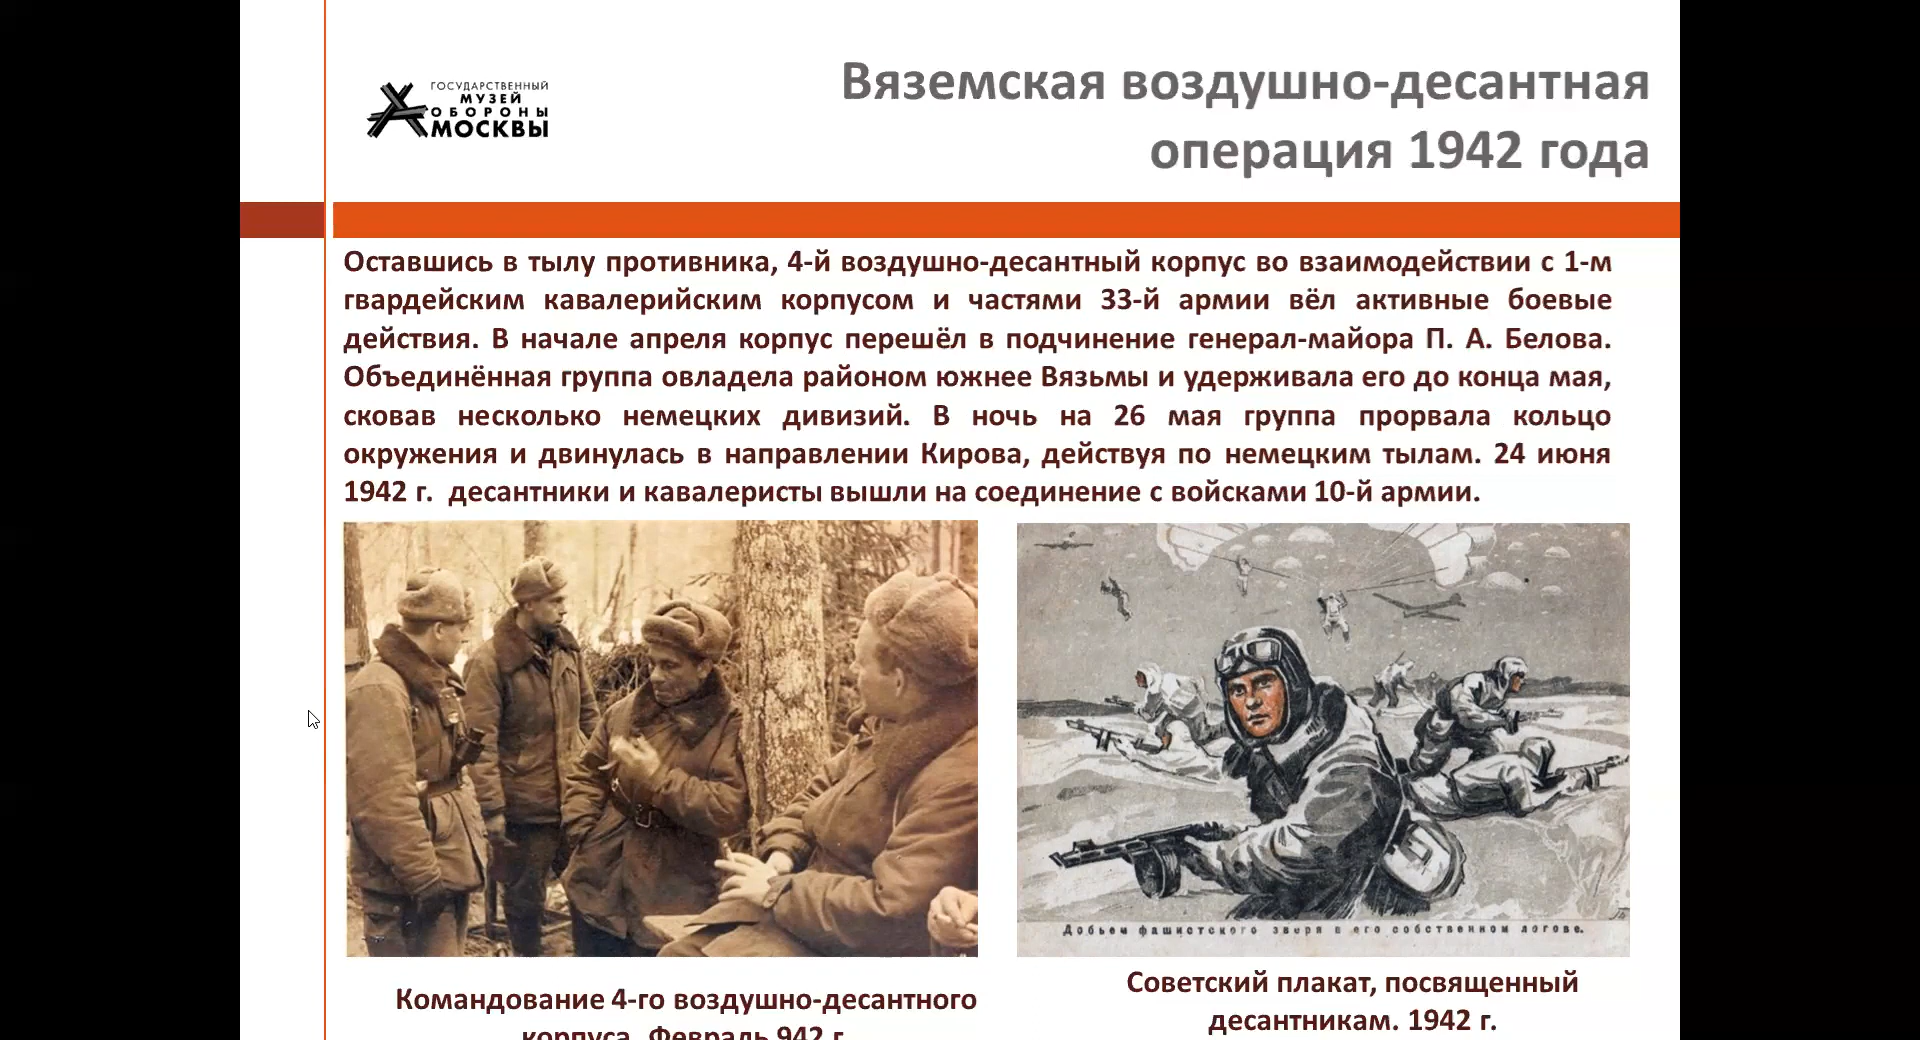 ГОСУДАРСТВЕННЫЙ
МУЗЕЙ
ОБОРОНЫ
МОСКВЫ
Вяземская воздушно-десантная
операция 1942 года
Оставшись в тылу противника, 4-й воздушно-десантный корпус во взаимодействии с 1-м
гвардейским кавалерийским корпусом и частями 33-й армии вёл активные боевые
действия. В начале апреля корпус перешёл в подчинение генерал-майора П. А. Белова.
Объединённая группа овладела районом южнее Вязьмы и удерживала его до конца мая,
сковав несколько немецких дивизий. В ночь на 26 мая группа прорвала кольцо
окружения и двинулась в направлении Кирова, действуя по немецким тылам. 24 июня
1942 г. десантники и кавалеристы вышли на соединение с войсками 10-й армии.
Добьем фашистского зверя в его собственном логове.
Командование 4-го воздушно-десантного
корпуса. Февраль 942 г.
Советский плакат, посвященный
десантникам. 1942 г.